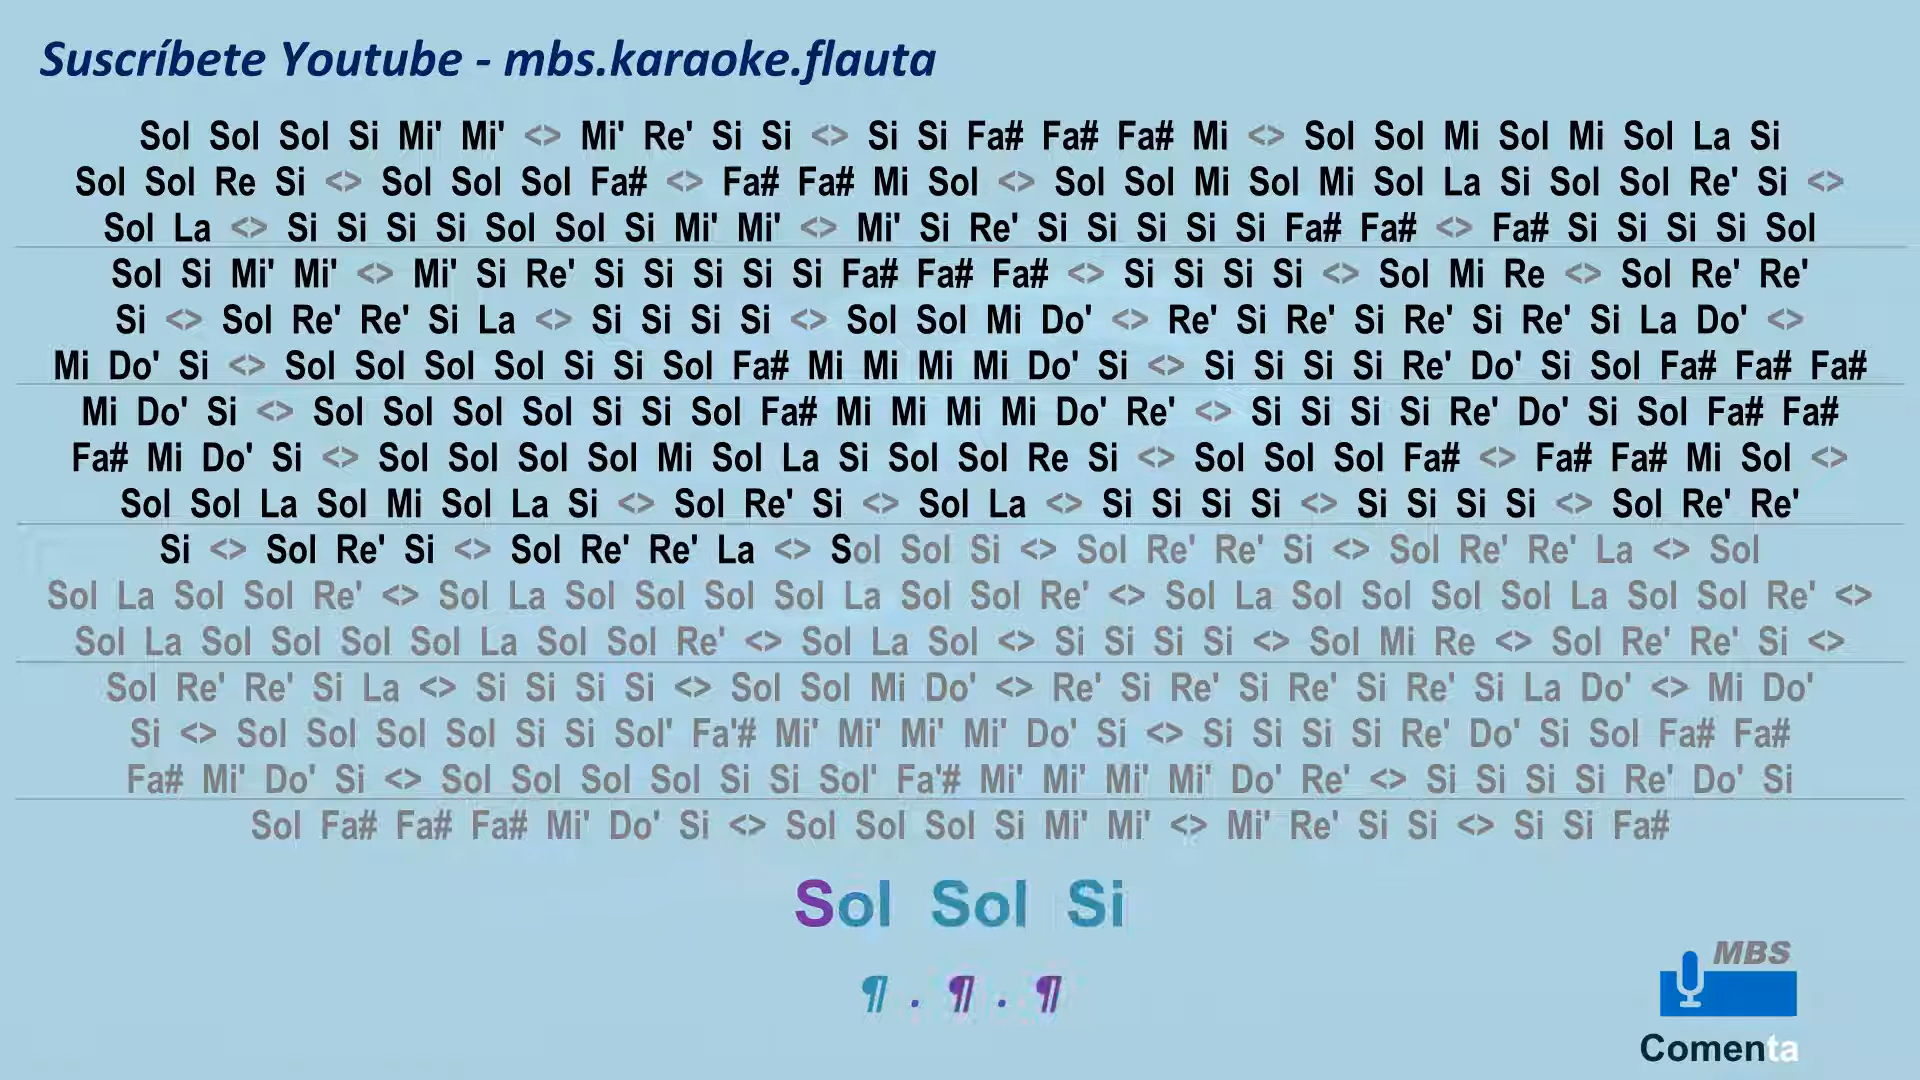 Suscríbete Youtube - mbs.karaoke.flauta
Sol Sol Sol Si Mi' Mi' <> Mi' Re' Si Si <> Si Si Fa# Fa# Fa# Mi <> Sol Sol Mi Sol Mi Sol La Si
Sol Sol Re Si <> Sol Sol Sol Fa# <> Fa# Fa# Mi Sol <> Sol Sol Mi Sol Mi Sol La Si Sol Sol Re' Si <>
Sol La <> Si Si Si Si Sol Sol Si Mi' Mi' <> Mi' Si Re' Si Si Si Si Si Fa# Fa# <> Fa# Si Si Si Si Sol
Sol Si Mi' Mi' <> Mi' Si Re' Si Si Si Si Si Fa# Fa# Fa# <> Si Si Si Si <> Sol Mi Re <> Sol Re' Re'
Si <> Sol Re' Re' Si La <> Si Si Si Si <> Sol Sol Mi Do' <> Re' Si Re' Si Re' Si Re' Si La Do' <>
Mi Do' Si <> Sol Sol Sol Sol Si Si Sol Fa# Mi Mi Mi Mi Do' Si <> Si Si Si Si Re' Do' Si Sol Fa# Fa# Fa#
Mi Do' Si <> Sol Sol Sol Sol Si Si Sol Fa# Mi Mi Mi Mi Do' Re' <> Si Si Si Si Re' Do' Si Sol Fa# Fa#
Fa# Mi Do' Si <> Sol Sol Sol Sol Mi Sol La Si Sol Sol Re Si <> Sol Sol Sol Fa# <> Fa# Fa# Mi Sol <>
Sol Sol La Sol Mi Sol La Si <> Sol Re' Si <> Sol La <> Si Si Si Si <> Si Si Si Si <> Sol Re' Re'
Si <> Sol Re' Si <> Sol Re' Re' La <> Sol Sol Si <> Sol Re' Re' Si <> Sol Re' Re' La <> Sol
Sol La Sol Sol Re' <> Sol La Sol Sol Sol Sol La Sol Sol Re' <> Sol La Sol Sol Sol Sol La Sol Sol Re' <>
Sol La Sol Sol Sol Sol La Sol Sol Re' <> Sol La Sol <> Si Si Si Si <> Sol Mi Re <> Sol Re' Re' Si <>
Sol Re' Re' Si La <> Si Si Si Si <> Sol Sol Mi Do' <> Re' Si Re' Si Re' Si Re' Si La Do' <> Mi Do'
Si <> Sol Sol Sol Sol Si Si Sol' Fa'# Mi' Mi' Mi' Mi' Do' Si <> Si Si Si Si Re' Do' Si Sol Fa# Fa#
Fa# Mi' Do' Si <> Sol Sol Sol Sol Si Si Sol' Fa'# Mi' Mi' Mi' Mi' Do' Re' <> Si Si Si Si Re' Do' Si
Sol Fa# Fa# Fa# Mi' Do' Si <> Sol Sol Sol Si Mi' Mi' <> Mi' Re' Si Si <> Si Si Fa#
Sol Sol Si
¶ . ¶ . ¶
MBS
Comenta